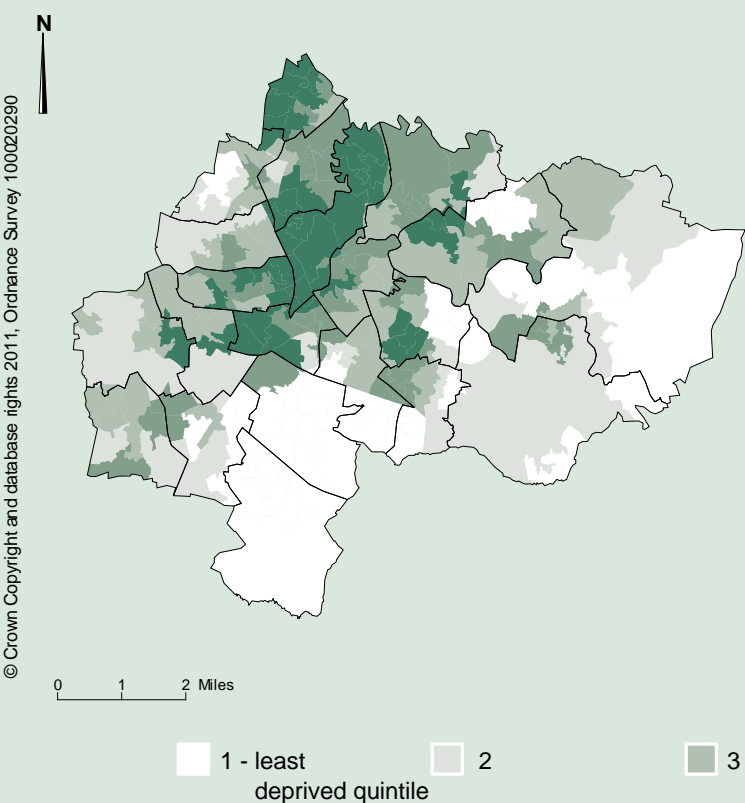 N
© Crown Copyright and database rights 2011, Ordnance Survey 100020290
0 1 2 Miles
1 - least 2 3
deprived quintile